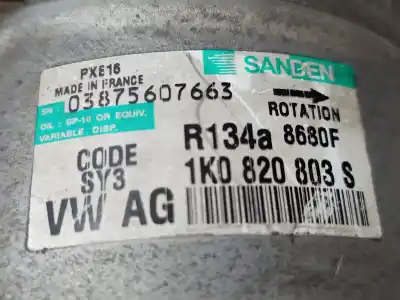 PXE16
SANDEN
MADE IN FRANCE
SN: 03875607663
ROTATION
OIL : SP-10 OR EQUIV.
VARIABLE. DISP.
R134a 8680F
CODE
SY3
1K0 820 803 S
VW AG